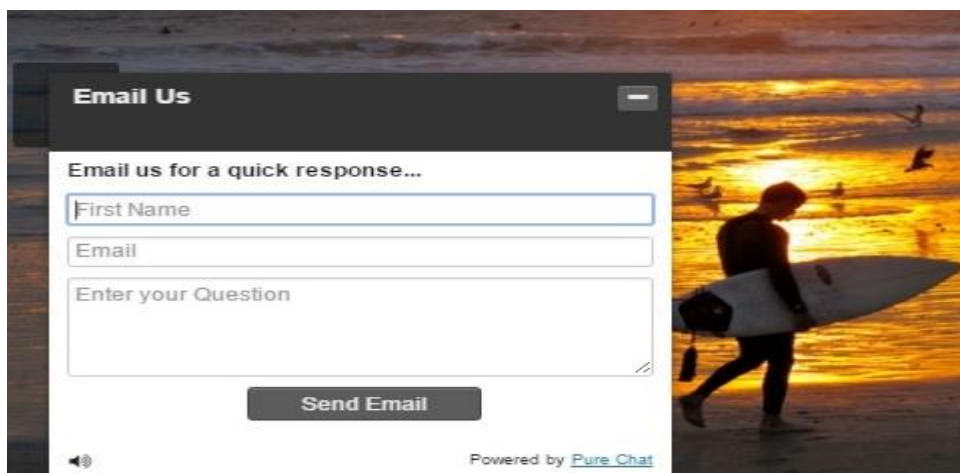 Email Us
Email us for a quick response...
First Name
Email
Enter your Question
Send Email
Powered by Pure Chat